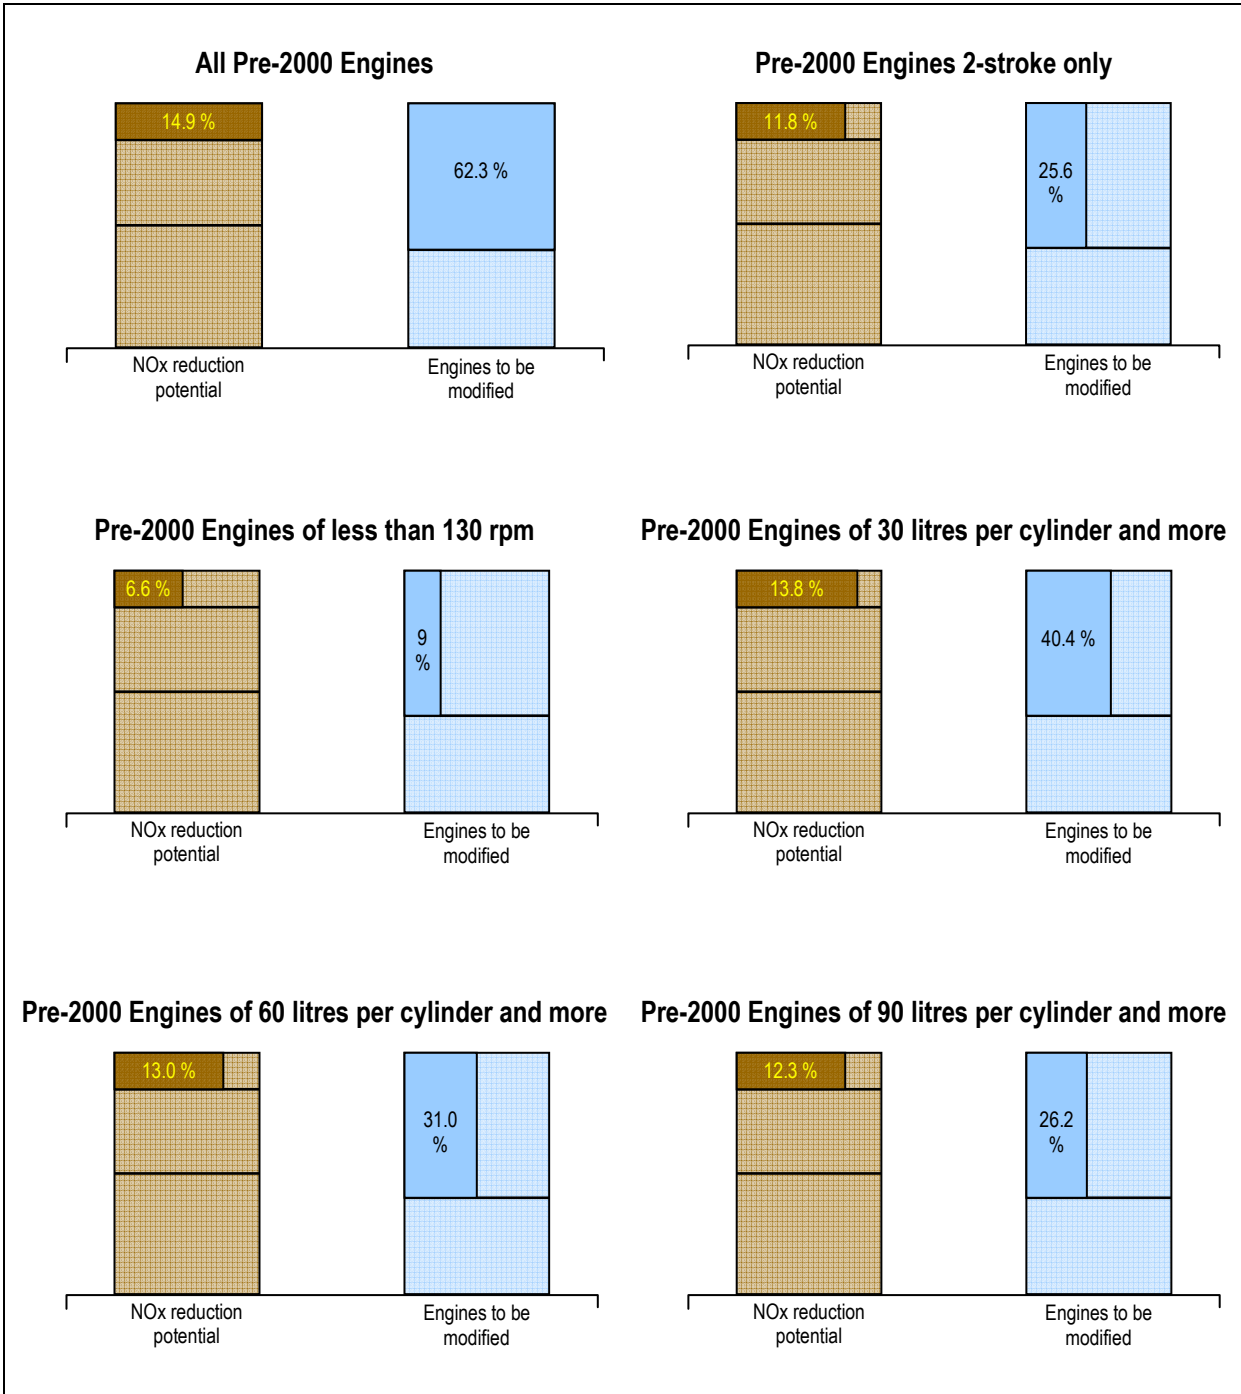 All Pre-2000 Engines
14.9 %
62.3 %
NOx reduction
potential
Engines to be
modified
Pre-2000 Engines 2-stroke only
11.8 %
25.6
%
NOx reduction
potential
Engines to be
modified
Pre-2000 Engines of less than 130 rpm
6.6 %
9
%
NOx reduction
potential
Engines to be
modified
Pre-2000 Engines of 30 litres per cylinder and more
13.8 %
40.4 %
NOx reduction
potential
Engines to be
modified
Pre-2000 Engines of 60 litres per cylinder and more
13.0 %
31.0
%
NOx reduction
potential
Engines to be
modified
Pre-2000 Engines of 90 litres per cylinder and more
12.3 %
26.2
%
NOx reduction
potential
Engines to be
modified